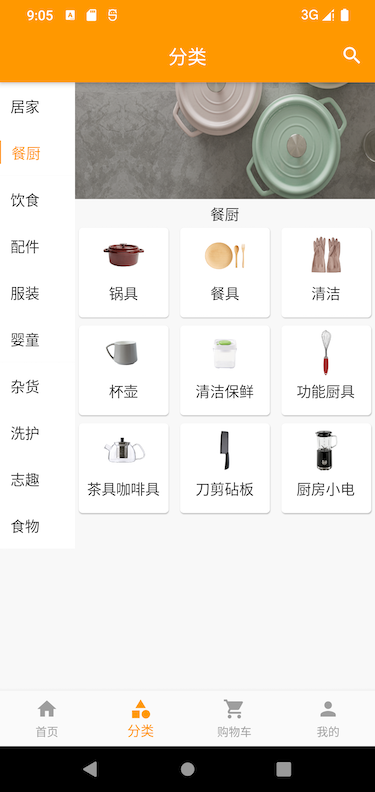 9:05
3G
分类
居家
餐厨
饮食
配件
服装
婴童
杂货
洗护
志趣
食物
餐厨
锅具
餐具
清洁
杯壶
清洁保鲜
功能厨具
茶具咖啡具
刀剪砧板
厨房小电
首页
分类
购物车
我的